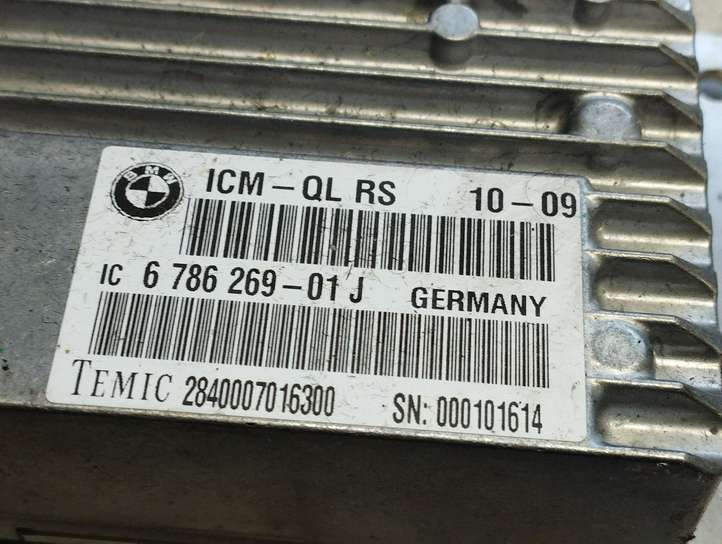 BMW
ICM – QL RS 10 – 09
IC 6 786 269 – 01 J GERMANY
TEMIC 2840007016300 SN: 000101614